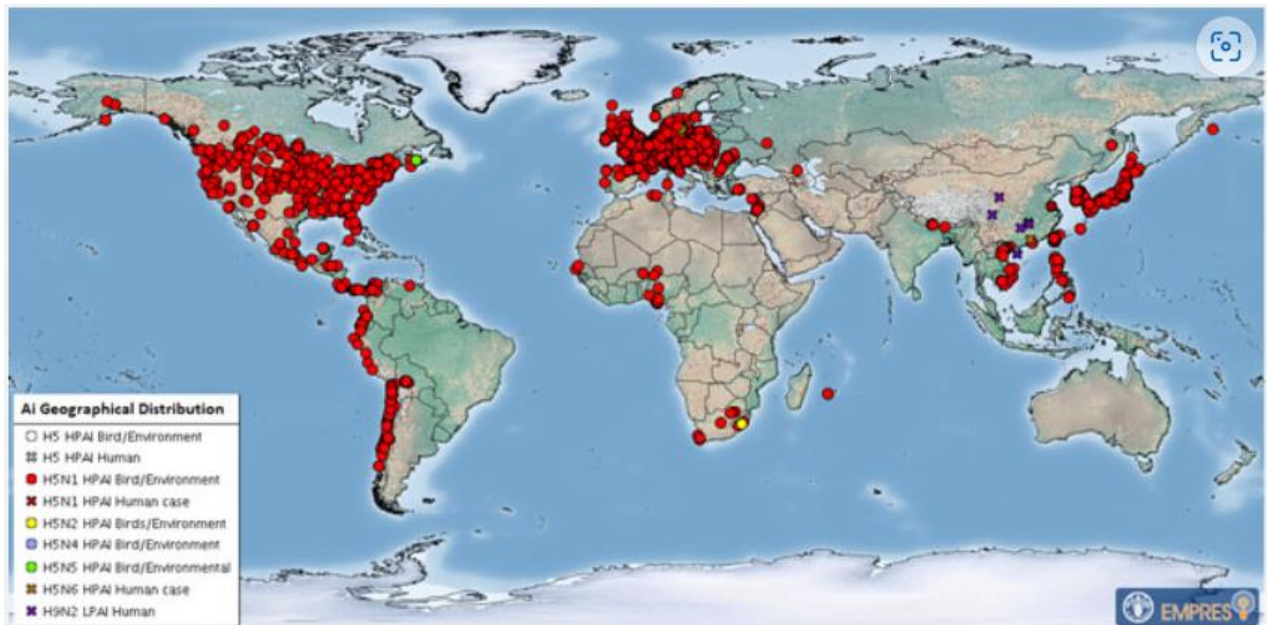 Ai Geographical Distribution
H5 HPAI Bird/Environment
H5 HPAI Human
H5N1 HPAI Bird/Environment
H5N1 HPAI Human case
H5N2 HPAI Birds/Environment
H5N4 HPAI Bird/Environment
H5N5 HPAI Bird/Environmental
H5N6 HPAI Human case
H9N2 LPAI Human
EMPRES